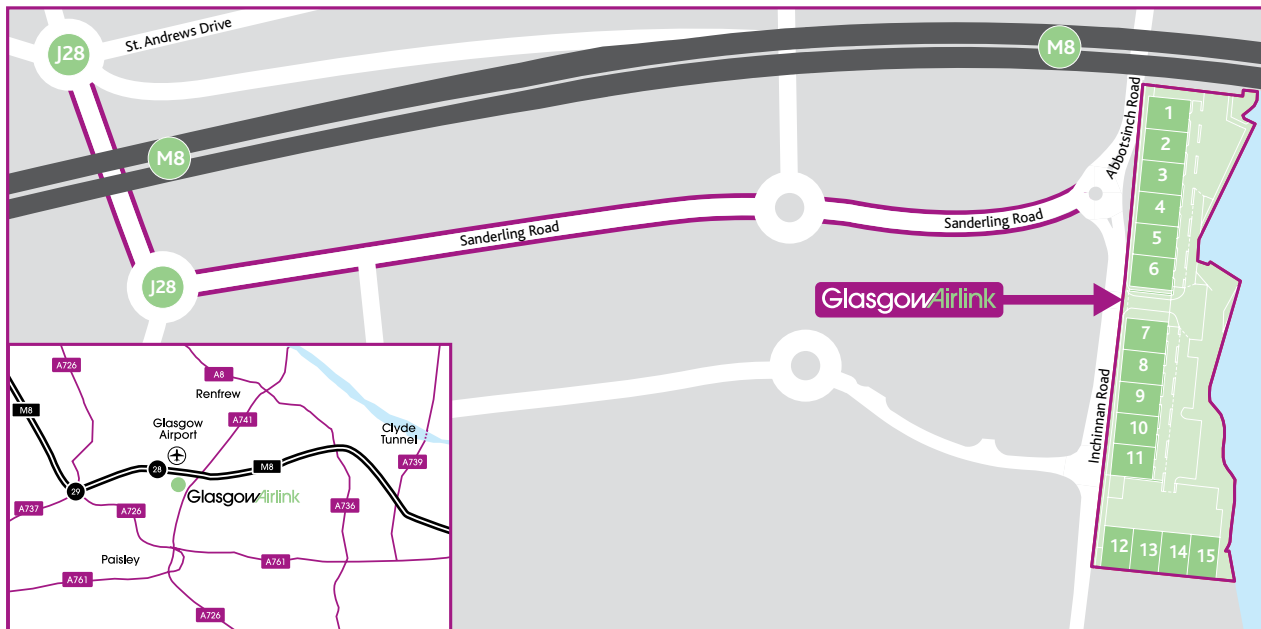 J28
St. Andrews Drive
M8
M8
Abbotsinch Road
Sanderling Road
Sanderling Road
J28
GlasgowAirlink
Inchinnan Road
1
2
3
4
5
6
7
8
9
10
11
12 13 14 15
A726
A8
Renfrew
M8
A741
Glasgow
Airport
Clyde
Tunnel
28
M8
A739
29
GlasgowAirlink
A737
A726
A736
Paisley
A761
A761
A726